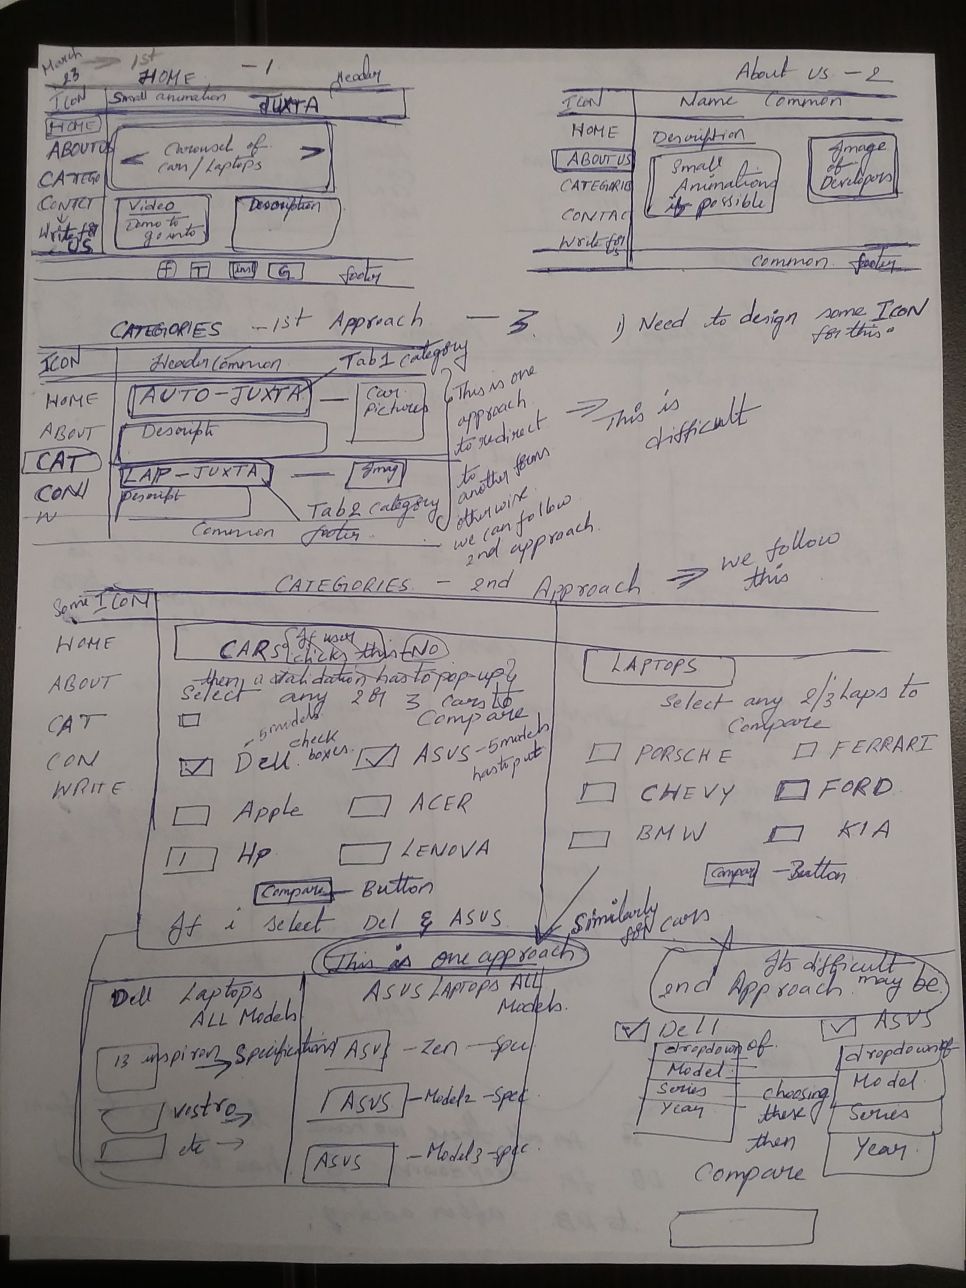 March 23 → 1st
HOME -1
Header
ICON Small animation JUXTA
HOME
ABOUT US
CATEGO
CONTCT
Write for US
< Carousel of cars/Laptops >
Video
Demo to go into
Description
f T Inst G footer
About US -2
ICON Name Common
HOME
ABOUT US
CATEGORIE
CONTAC
Write for US
Description
Small Animations if possible
Image of Developers
Common footer
CATEGORIES -1st Approach -3
1) Need to design some ICON for this.
ICON Header Common Tab1 category
HOME
ABOUT
CAT
CON
W
AUTO-JUXTA — Car Pictures
Descripti
LAP-JUXTA — Img
Descript
Tab2 category
Common footer
This is one
approach
to redirect
to
another forms
otherwise
we can follow
2nd approach.
⇒ This is difficult
CATEGORIES - 2nd Approach ⇒ we follow this
Some ICON
HOME
ABOUT
CAT
CON
WRITE
CARS If user clicks this NO
then a validation has to pop-up
Select any 2 or 3 cars to
Compare
5 models check boxes.
Dell
ASUS -5 models has to put
Apple ACER
Hp LENOVA
Compare - Button
If i select Del & ASUS
LAPTOPS
Select any 2/3 Laps to
Compare
PORSCHE FERRARI
CHEVY FORD
BMW KIA
Compar - Button
Similarly for cars
This is one approach
Its difficult may be
2nd Approach.
Dell Laptops
ALL Models
13 inspiron → Specifications
vostro →
etc →
ASUS LAPTOPS ALL
Models.
ASU - Zen - Spec
ASUS - Model2 - Spec
ASUS - Model3 - spec.
Dell
dropdown of
Model
Series
Year
choosing
these
then
Compare
ASUS
dropdown of
Model
Series
Year